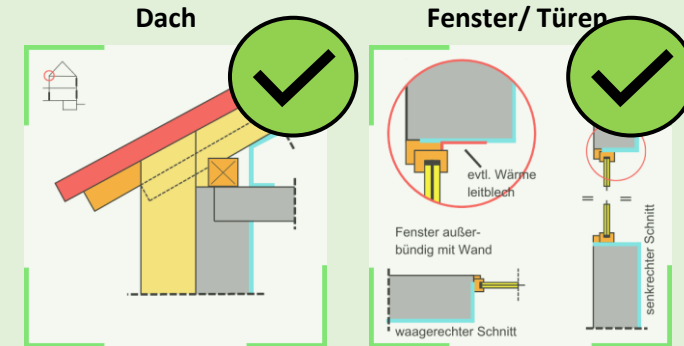 Dach
Fenster/ Türen
evtl. Wärme
leitblech
Fenster außer-
bündig mit Wand
waagerechter Schnitt
senkrechter Schnitt